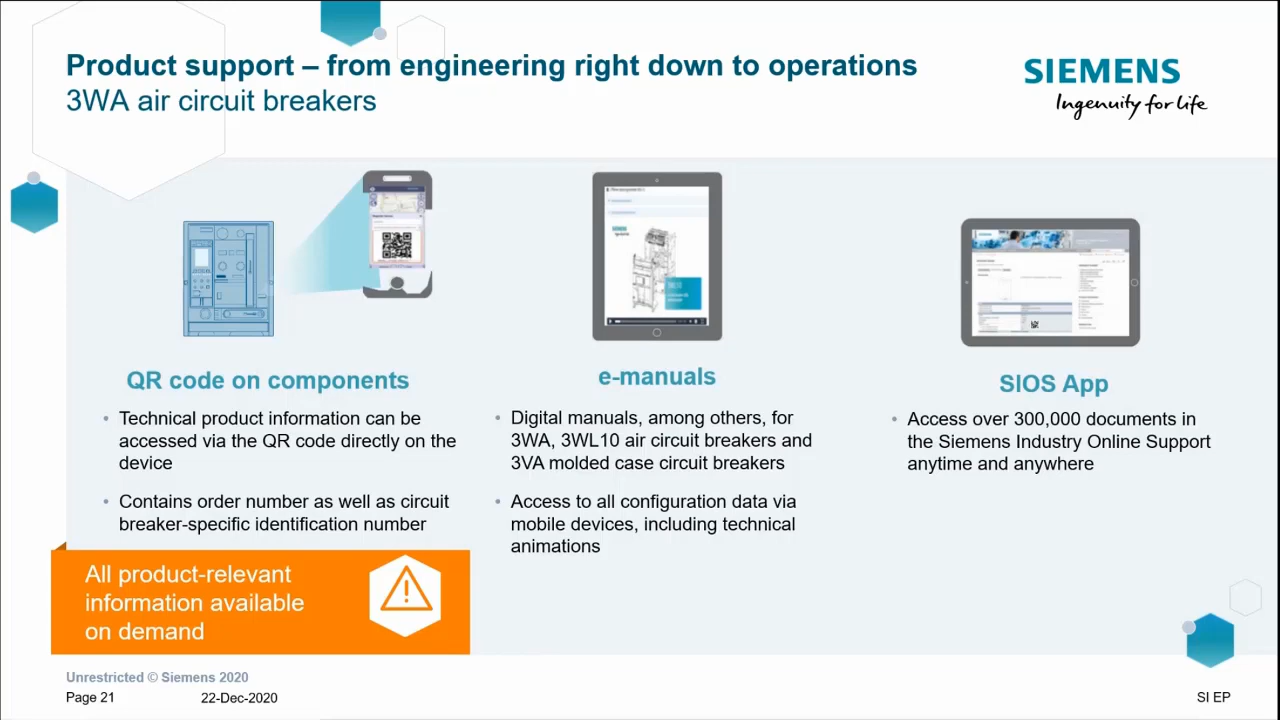 Product support – from engineering right down to operations
3WA air circuit breakers
SIEMENS
Ingenuity for life
QR code on components
• Technical product information can be
accessed via the QR code directly on the
device
• Contains order number as well as circuit
breaker-specific identification number
e-manuals
• Digital manuals, among others, for
3WA, 3WL10 air circuit breakers and
3VA molded case circuit breakers
• Access to all configuration data via
mobile devices, including technical
animations
SIOS App
• Access over 300,000 documents in
the Siemens Industry Online Support
anytime and anywhere
All product-relevant
information available
on demand
Unrestricted © Siemens 2020
Page 21
22-Dec-2020
SI EP